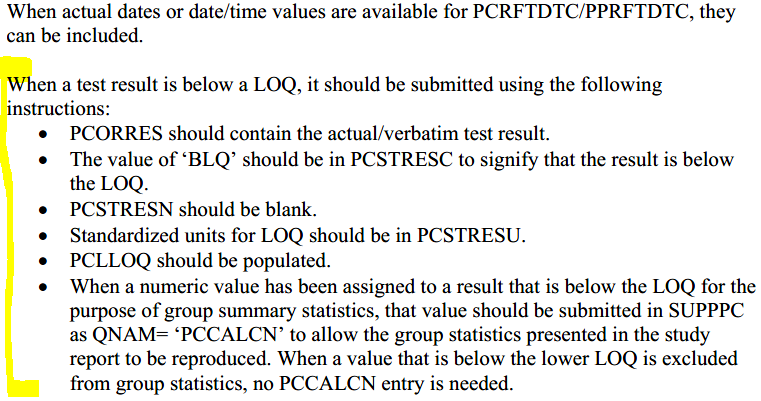 When actual dates or date/time values are available for PCRFTDTC/PPRFTDTC, they
can be included.
When a test result is below a LOQ, it should be submitted using the following
instructions:
• PCORRES should contain the actual/verbatim test result.
• The value of ‘BLQ’ should be in PCSTRESC to signify that the result is below
the LOQ.
• PCSTRESN should be blank.
• Standardized units for LOQ should be in PCSTRESU.
• PCLLOQ should be populated.
• When a numeric value has been assigned to a result that is below the LOQ for the
purpose of group summary statistics, that value should be submitted in SUPPPC
as QNAM= ‘PCCALCN’ to allow the group statistics presented in the study
report to be reproduced. When a value that is below the lower LOQ is excluded
from group statistics, no PCCALCN entry is needed.